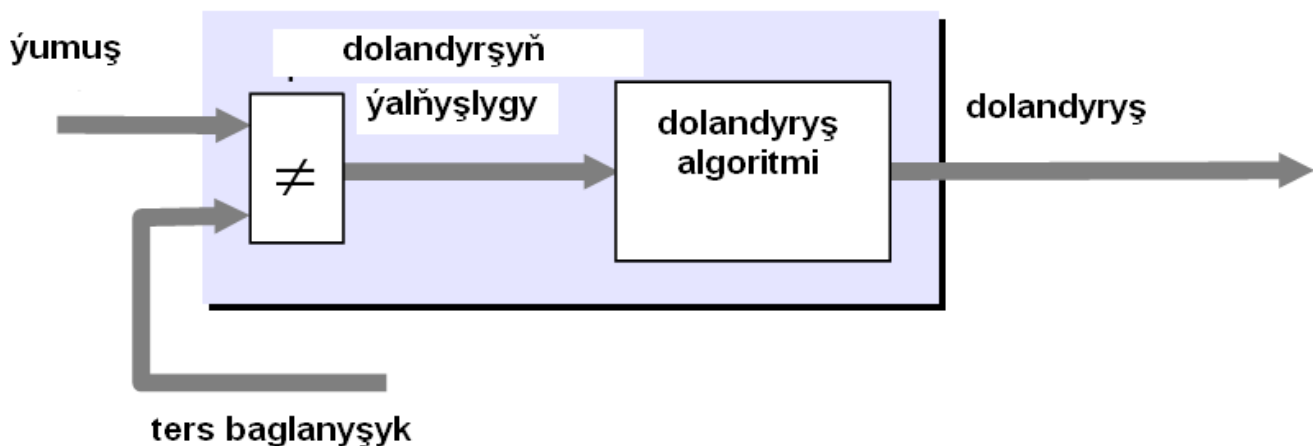 ýumuş
dolandyrşyň
ýalňyşlygy
≠
dolandyryş
algoritmi
dolandyryş
ters baglanyşyk